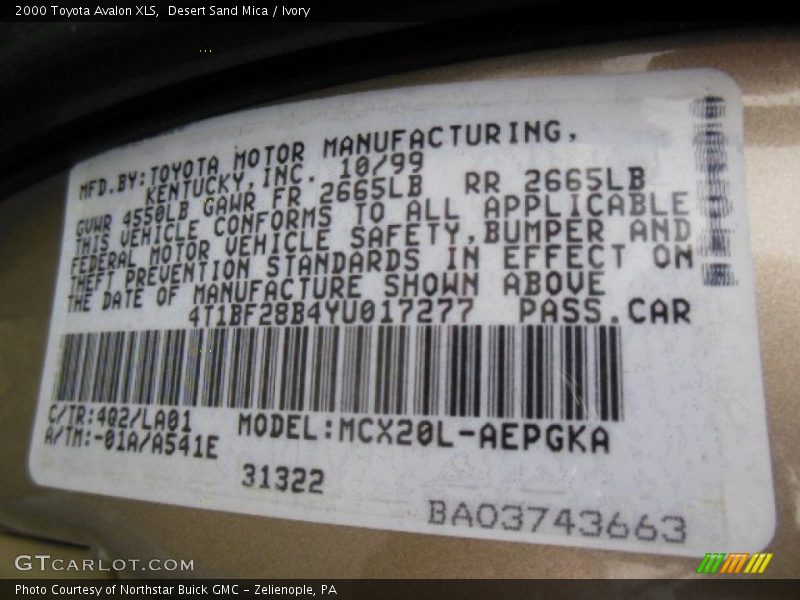 2000 Toyota Avalon XLS,  Desert Sand Mica / Ivory
MFD.BY:TOYOTA MOTOR MANUFACTURING,
KENTUCKY,INC. 10/99
GVWR 4550LB GAWR FR 2665LB RR 2665LB
THIS VEHICLE CONFORMS TO ALL APPLICABLE
FEDERAL MOTOR VEHICLE SAFETY,BUMPER AND
THEFT PREVENTION STANDARDS IN EFFECT ON
THE DATE OF MANUFACTURE SHOWN ABOVE
4T1BF28B4YU017277 PASS.CAR
C/TR:402/LA01 MODEL:MCX20L-AEPGKA
A/TM:-01A/A541E
31322
BA03743663
GTCARLOT.COM
Photo Courtesy of Northstar Buick GMC - Zelienople, PA